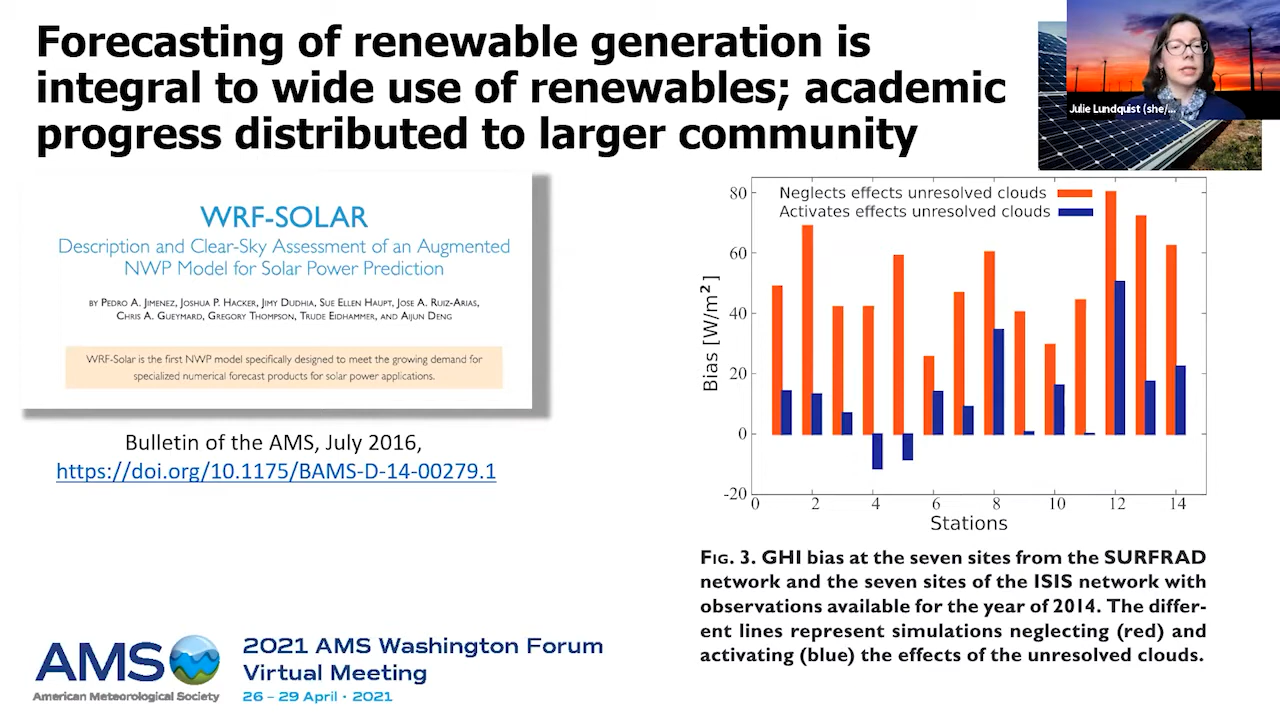 Forecasting of renewable generation is
integral to wide use of renewables; academic
progress distributed to larger community
Julie Lundquist (she/...
WRF-SOLAR
Description and Clear-Sky Assessment of an Augmented
NWP Model for Solar Power Prediction
BY PEDRO A. JIMENEZ, JOSHUA P. HACKER, JIMY DUDHIA, SUE ELLEN HAUPT, JOSE A. RUIZ-ARIAS,
CHRIS A. GUEYMARD, GREGORY THOMPSON, TRUDE EIDHAMMER, AND AIJUN DENG
WRF-Solar is the first NWP model specifically designed to meet the growing demand for
specialized numerical forecast products for solar power applications.
Bulletin of the AMS, July 2016,
https://doi.org/10.1175/BAMS-D-14-00279.1
Neglects effects unresolved clouds
Activates effects unresolved clouds
Bias [W/m²]
80
60
40
20
0
-20
0 2 4 6 8 10 12 14
Stations
FIG. 3. GHI bias at the seven sites from the SURFRAD
network and the seven sites of the ISIS network with
observations available for the year of 2014. The differ-
ent lines represent simulations neglecting (red) and
activating (blue) the effects of the unresolved clouds.
AMS
American Meteorological Society
2021 AMS Washington Forum
Virtual Meeting
26 – 29 April · 2021